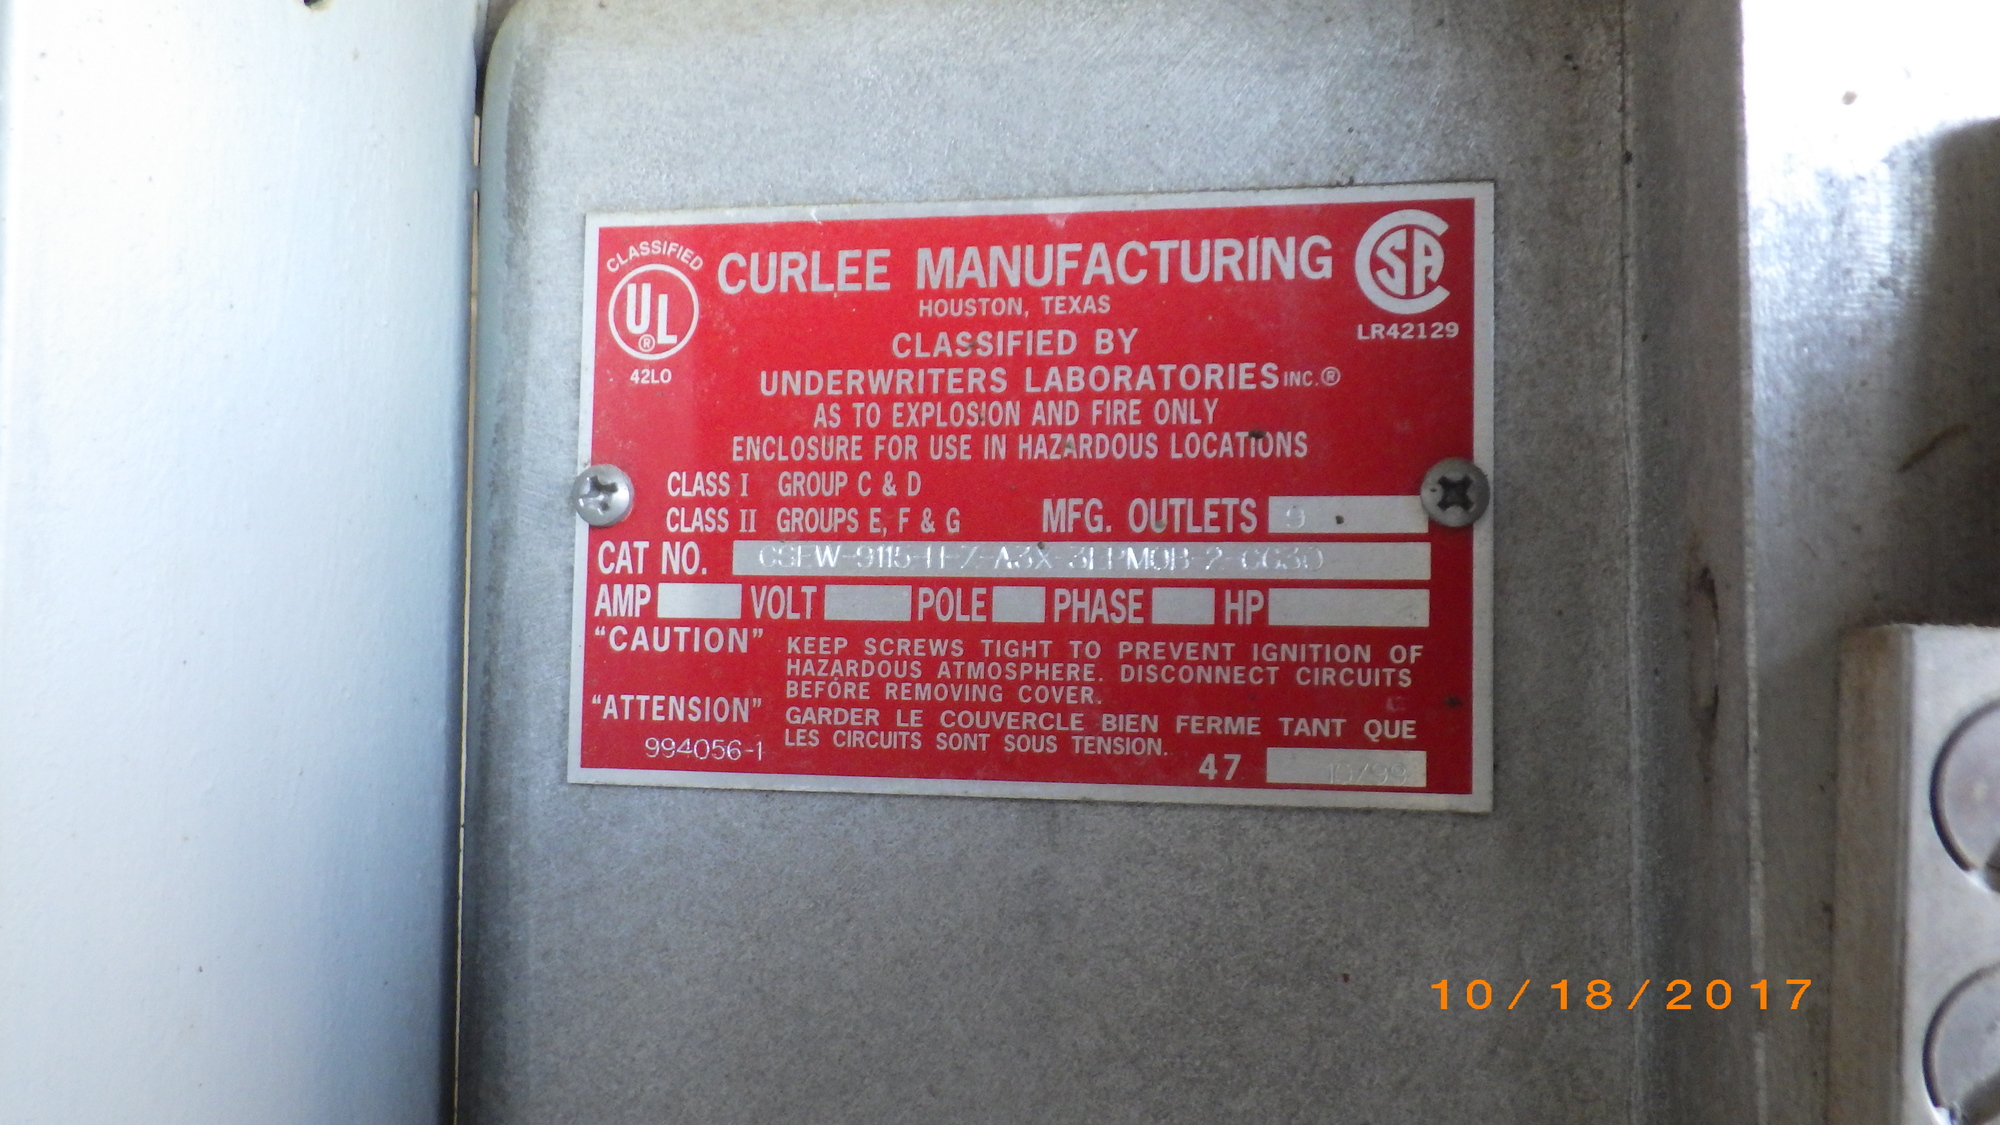 CLASSIFIED
UL ®
42L0
CURLEE MANUFACTURING
HOUSTON, TEXAS
CSA
LR42129
CLASSIFIED BY
UNDERWRITERS LABORATORIES INC.®
AS TO EXPLOSION AND FIRE ONLY
ENCLOSURE FOR USE IN HAZARDOUS LOCATIONS
CLASS I GROUP C & D
CLASS II GROUPS E, F & G
MFG. OUTLETS 9
CAT NO.
AMP VOLT POLE PHASE HP
"CAUTION" KEEP SCREWS TIGHT TO PREVENT IGNITION OF
HAZARDOUS ATMOSPHERE. DISCONNECT CIRCUITS
BEFORE REMOVING COVER.
"ATTENSION" GARDER LE COUVERCLE BIEN FERME TANT QUE
LES CIRCUITS SONT SOUS TENSION.
994056-1
47
10/18/2017